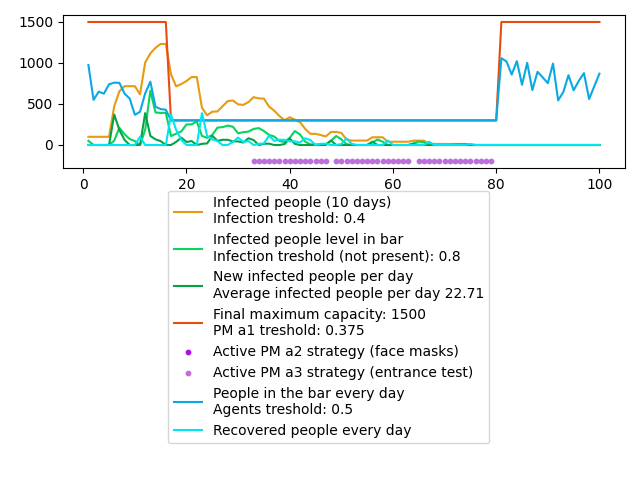 1500
1000
500
0
0
20
40
60
80
100
Infected people (10 days)
Infection treshold: 0.4
Infected people level in bar
Infection treshold (not present): 0.8
New infected people per day
Average infected people per day 22.71
Final maximum capacity: 1500
PM a1 treshold: 0.375
Active PM a2 strategy (face masks)
Active PM a3 strategy (entrance test)
People in the bar every day
Agents treshold: 0.5
Recovered people every day